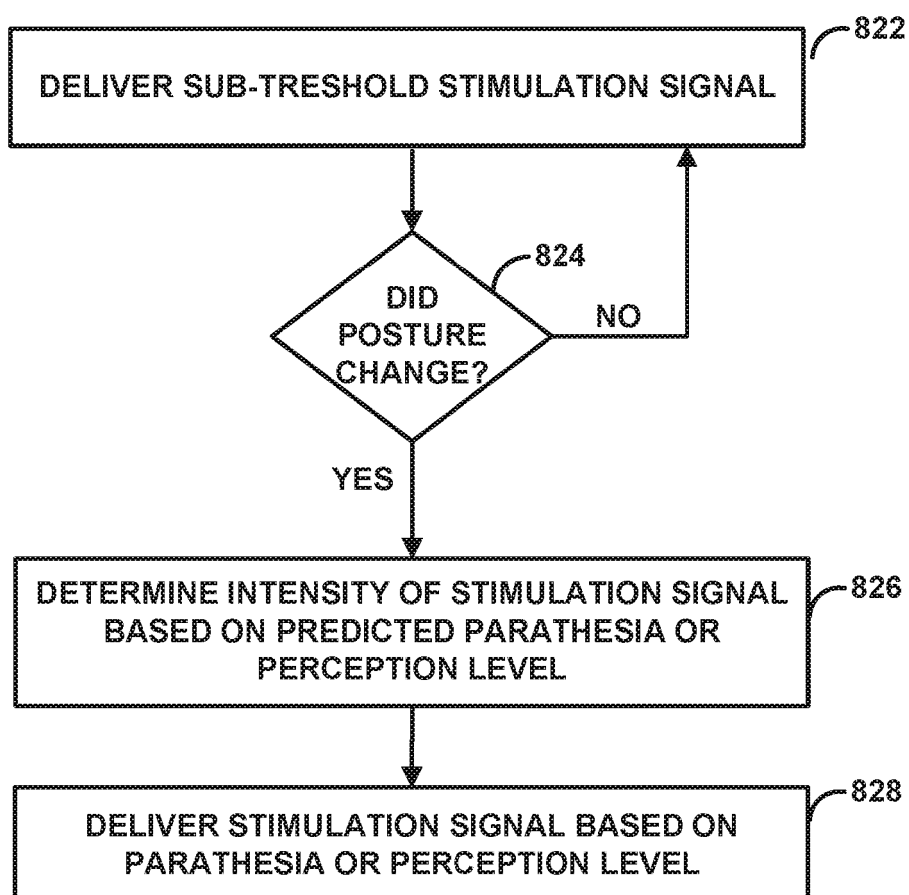 822
DELIVER SUB-TRESHOLD STIMULATION SIGNAL
824
DID
POSTURE
CHANGE?
NO
YES
DETERMINE INTENSITY OF STIMULATION SIGNAL
BASED ON PREDICTED PARATHESIA OR
PERCEPTION LEVEL
826
DELIVER STIMULATION SIGNAL BASED ON
PARATHESIA OR PERCEPTION LEVEL
828